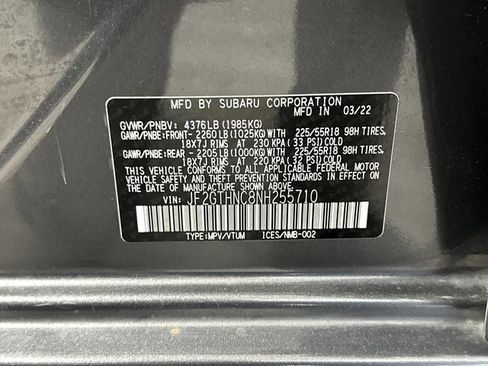 MFD BY SUBARU CORPORATION
MFD IN 03/22
GVWR/PNBV: 4376LB(1985KG)
GAWR/PNBE:FRONT- 2260LB(1025KG)WITH 225/55R18 98H TIRES,
18X7J RIMS AT 230 KPA(33 PSI)COLD
GAWR/PNBE:REAR - 2205LB(1000KG)WITH 225/55R18 98H TIRES,
18X7J RIMS AT 220 KPA(32 PSI)COLD
THIS VEHICLE CONFORMS TO ALL APPLICABLE FEDERAL MOTOR
VEHICLE SAFETY, BUMPER, AND THEFT PREVENTION STANDARDS
IN EFFECT ON THE DATE OF MANUFACTURE SHOWN ABOVE.
VIN: JF2GTHNC8NH255710
TYPE:MPV/VTUM ICES/NMB-002